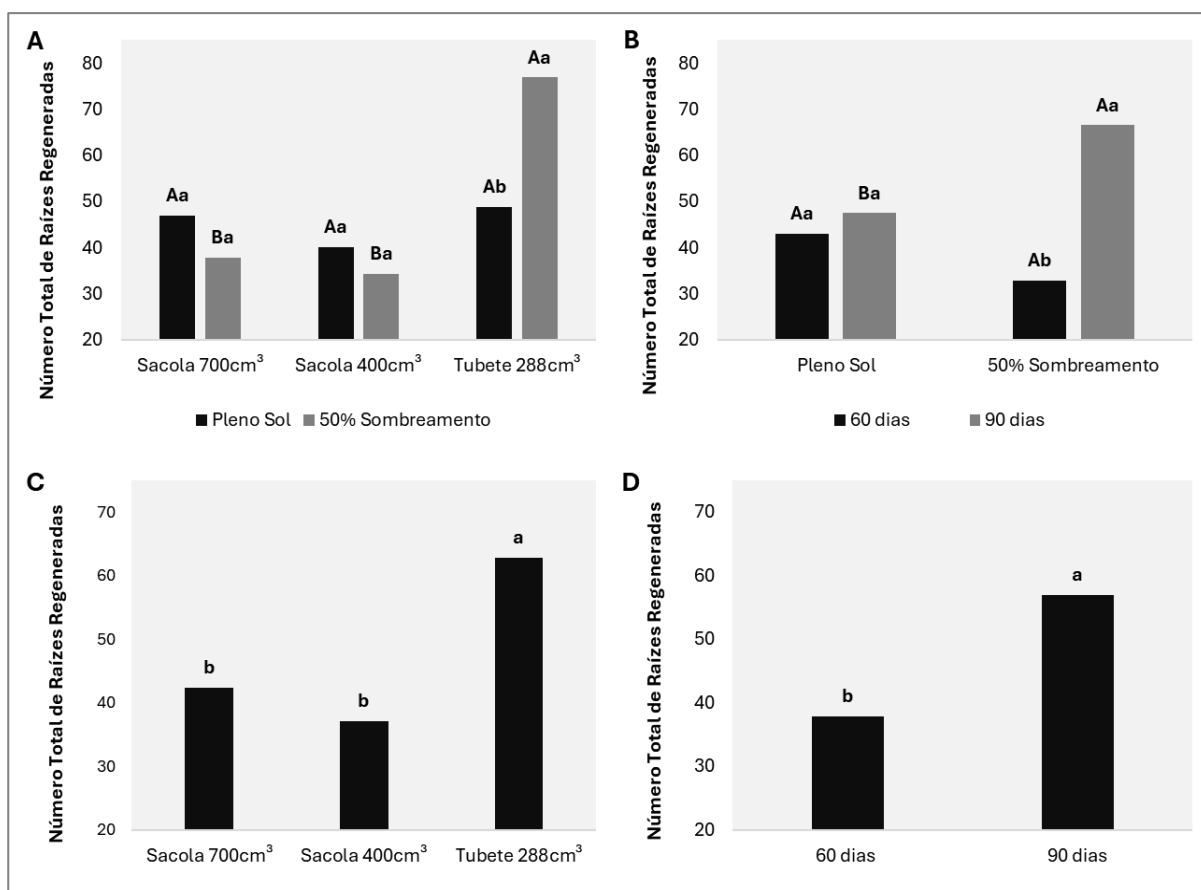 A
Número Total de Raízes Regeneradas
80
70
60
50
40
30
20
Aa
Ba
Aa
Ba
Ab
Aa
Sacola 700cm³
Sacola 400cm³
Tubete 288cm³
Pleno Sol
50% Sombreamento
B
Número Total de Raízes Regeneradas
80
70
60
50
40
30
20
Aa
Ba
Ab
Aa
Pleno Sol
50% Sombreamento
60 dias
90 dias
C
Número Total de Raízes Regeneradas
70
60
50
40
30
20
b
b
a
Sacola 700cm³
Sacola 400cm³
Tubete 288cm³
D
Número Total de Raízes Regeneradas
70
60
50
40
30
20
b
a
60 dias
90 dias